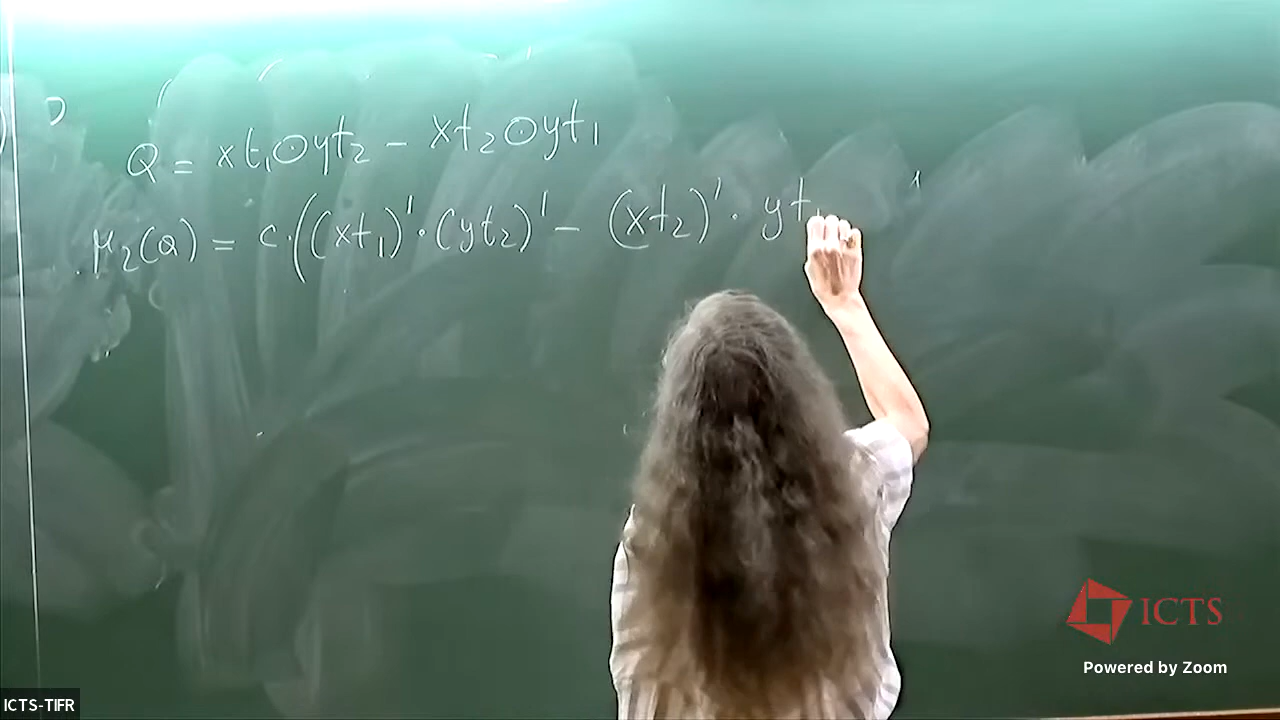 Q = xt₁⊙yt₂ − xt₂⊙yt₁
μ₂(Q) = c·((xt₁)'·(yt₂)' − (xt₂)'· yt₁
ICTS
Powered by Zoom
ICTS-TIFR